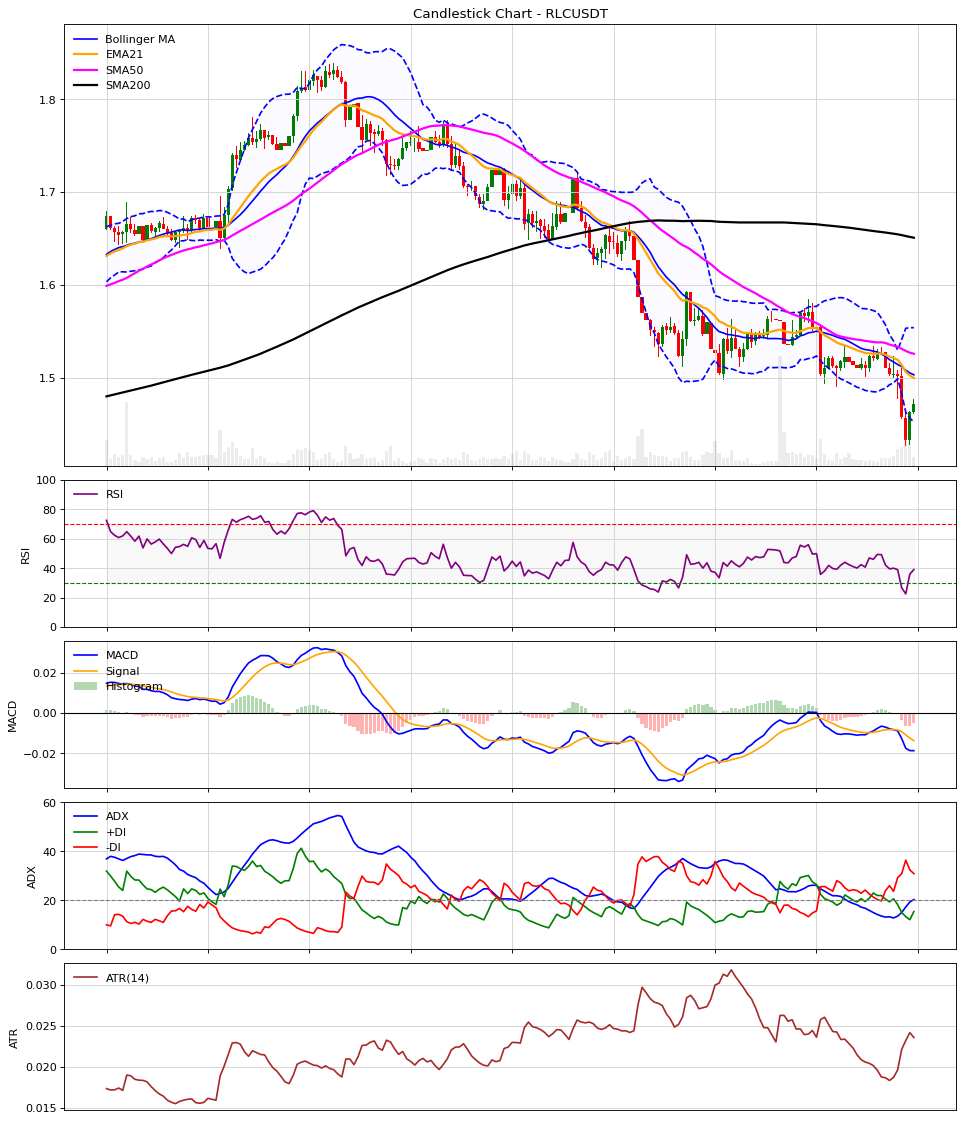 Candlestick Chart - RLCUSDT
Bollinger MA
EMA21
SMA50
SMA200
1.8
1.7
1.6
1.5
RSI
100
80
60
40
20
0
RSI
MACD
Signal
Histogram
0.02
0.00
−0.02
MACD
ADX
+DI
-DI
60
40
20
0
ADX
ATR(14)
0.030
0.025
0.020
0.015
ATR